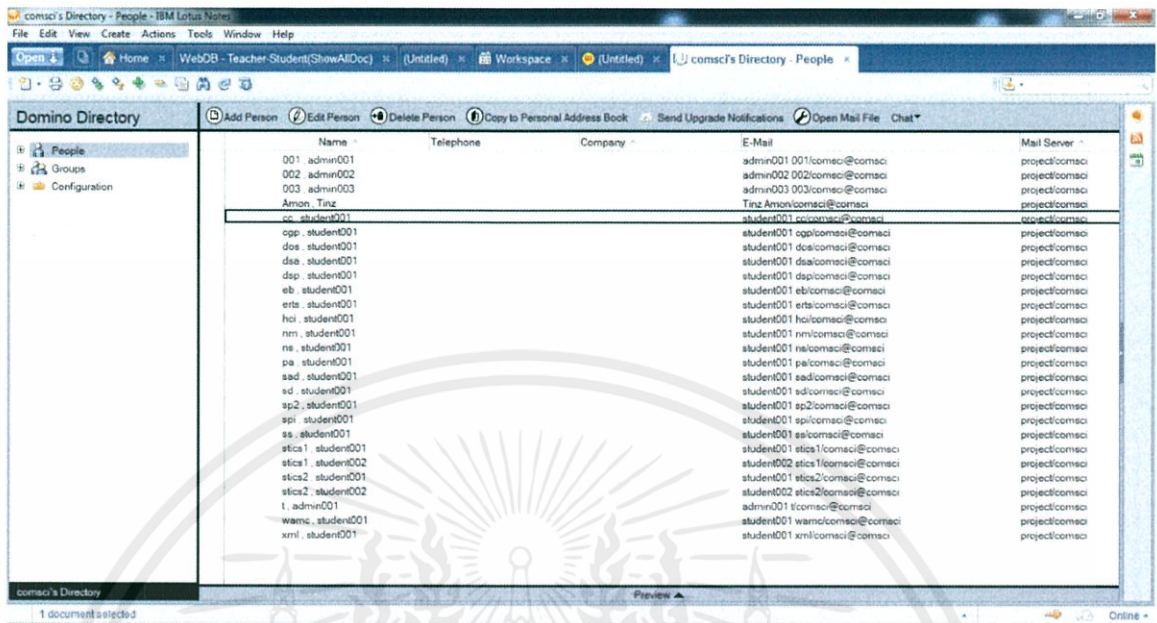 comsci's Directory - People - IBM Lotus Notes
File Edit View Create Actions Tools Window Help
Open Home WebDB - Teacher-Student(ShowAllDoc) (Untitled) Workspace (Untitled) comsci's Directory - People
Domino Directory Add Person Edit Person Delete Person Copy to Personal Address Book Send Upgrade Notifications Open Mail File Chat
People
Groups
Configuration
Name Telephone Company E-Mail Mail Server
001 , admin001 admin001 001/comsci@comsci project/comsci
002 , admin002 admin002 002/comsci@comsci project/comsci
003 , admin003 admin003 003/comsci@comsci project/comsci
Amon , Tinz Tinz Amon/comsci@comsci project/comsci
cc , student001 student001 cc/comsci@comsci project/comsci
cgp , student001 student001 cgp/comsci@comsci project/comsci
dos , student001 student001 dos/comsci@comsci project/comsci
dsa , student001 student001 dsa/comsci@comsci project/comsci
dsp , student001 student001 dsp/comsci@comsci project/comsci
eb , student001 student001 eb/comsci@comsci project/comsci
erts , student001 student001 erts/comsci@comsci project/comsci
hci , student001 student001 hci/comsci@comsci project/comsci
nm , student001 student001 nm/comsci@comsci project/comsci
ns , student001 student001 ns/comsci@comsci project/comsci
pa , student001 student001 pa/comsci@comsci project/comsci
sad , student001 student001 sad/comsci@comsci project/comsci
sd , student001 student001 sd/comsci@comsci project/comsci
sp2 , student001 student001 sp2/comsci@comsci project/comsci
spi , student001 student001 spi/comsci@comsci project/comsci
ss , student001 student001 ss/comsci@comsci project/comsci
stics1 , student001 student001 stics1/comsci@comsci project/comsci
stics1 , student002 student002 stics1/comsci@comsci project/comsci
stics2 , student001 student001 stics2/comsci@comsci project/comsci
stics2 , student002 student002 stics2/comsci@comsci project/comsci
t , admin001 admin001 t/comsci@comsci project/comsci
wamc , student001 student001 wamc/comsci@comsci project/comsci
xml , student001 student001 xml/comsci@comsci project/comsci
comsci's Directory Preview
1 document selected Online